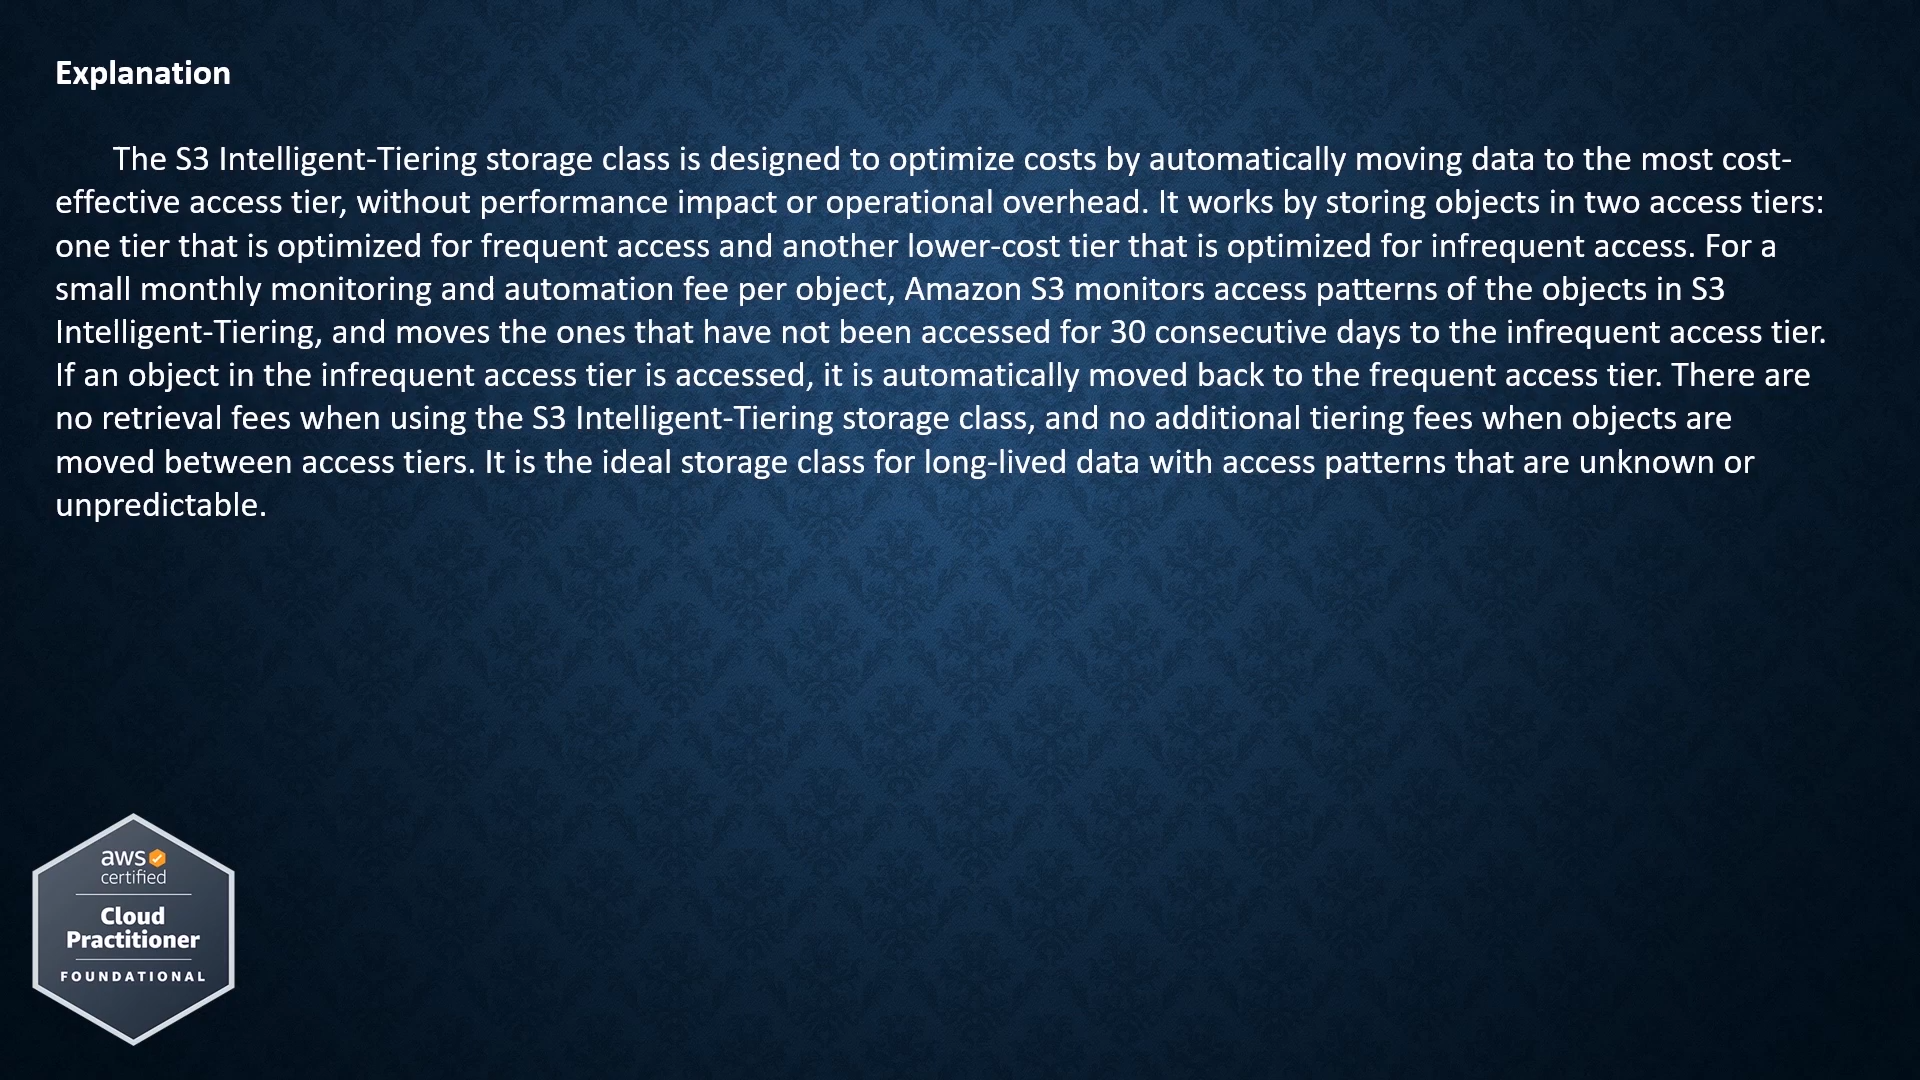 Explanation
The S3 Intelligent-Tiering storage class is designed to optimize costs by automatically moving data to the most cost-
effective access tier, without performance impact or operational overhead. It works by storing objects in two access tiers:
one tier that is optimized for frequent access and another lower-cost tier that is optimized for infrequent access. For a
small monthly monitoring and automation fee per object, Amazon S3 monitors access patterns of the objects in S3
Intelligent-Tiering, and moves the ones that have not been accessed for 30 consecutive days to the infrequent access tier.
If an object in the infrequent access tier is accessed, it is automatically moved back to the frequent access tier. There are
no retrieval fees when using the S3 Intelligent-Tiering storage class, and no additional tiering fees when objects are
moved between access tiers. It is the ideal storage class for long-lived data with access patterns that are unknown or
unpredictable.
aws
certified
Cloud
Practitioner
FOUNDATIONAL